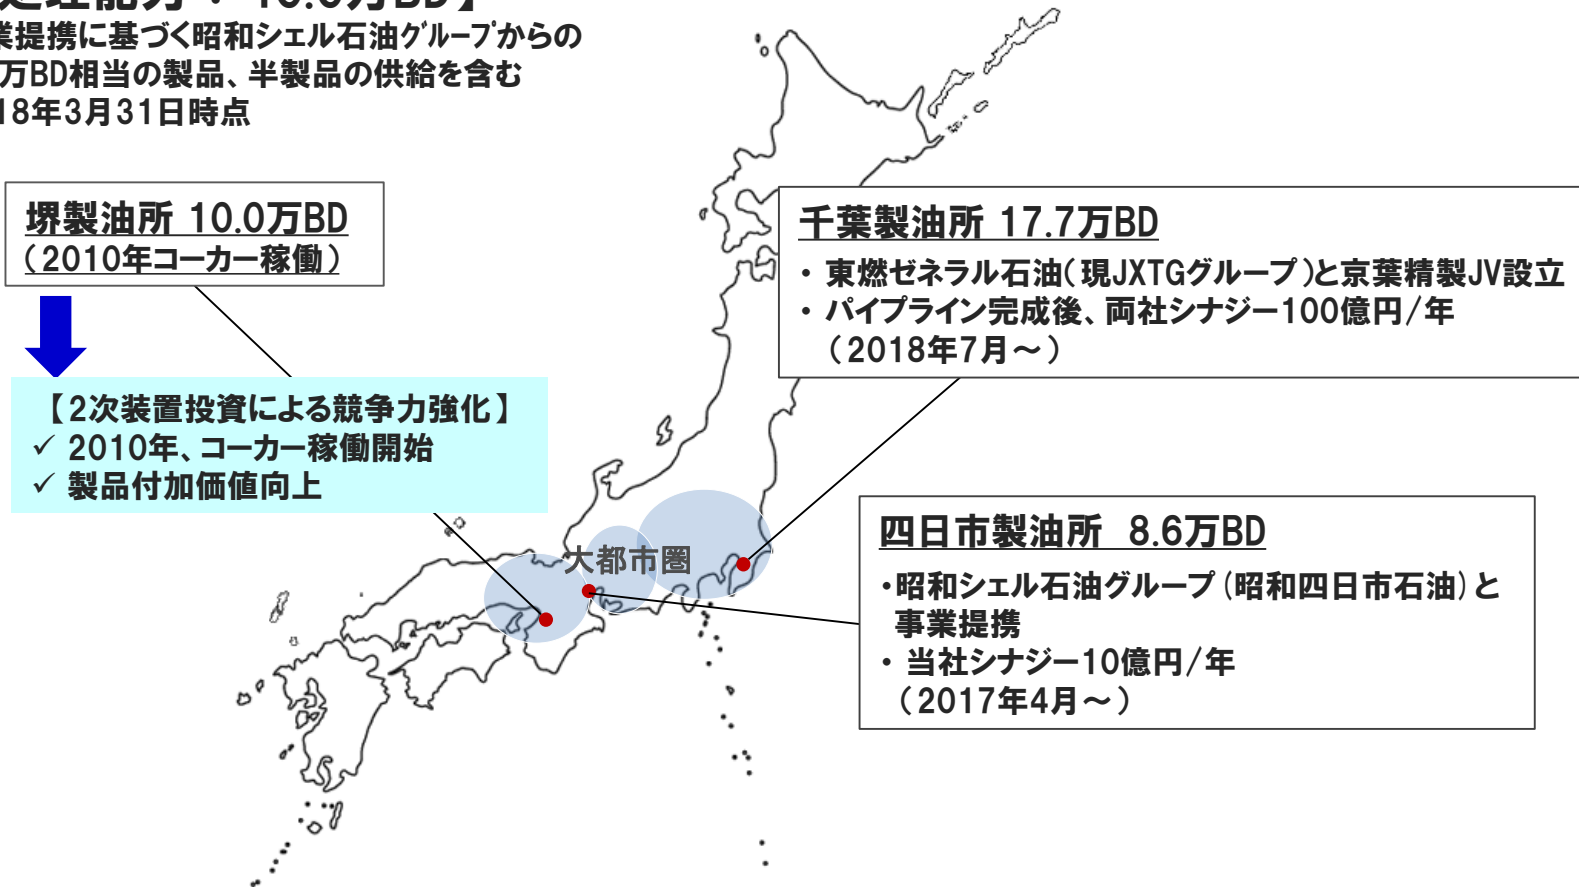 業提携に基づく昭和シェル石油グループからの
万BD相当の製品、半製品の供給を含む
18年3月31日時点
堺製油所 10.0万BD
（2010年コーカー稼働）
【2次装置投資による競争力強化】
✓ 2010年、コーカー稼働開始
✓ 製品付加価値向上
千葉製油所 17.7万BD
・ 東燃ゼネラル石油（現JXTGグループ）と京葉精製JV設立
・ パイプライン完成後、両社シナジー100億円/年
（2018年7月～）
大都市圏
四日市製油所 8.6万BD
・昭和シェル石油グループ（昭和四日市石油）と
事業提携
・ 当社シナジー10億円/年
（2017年4月～）